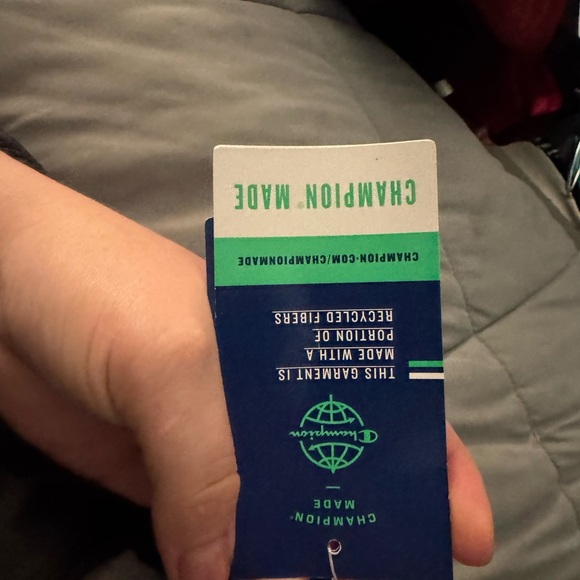 CHAMPION®
MADE
Champion
THIS GARMENT IS
MADE WITH A
PORTION OF
RECYCLED FIBERS
CHAMPION.COM/CHAMPIONMADE
CHAMPION® MADE